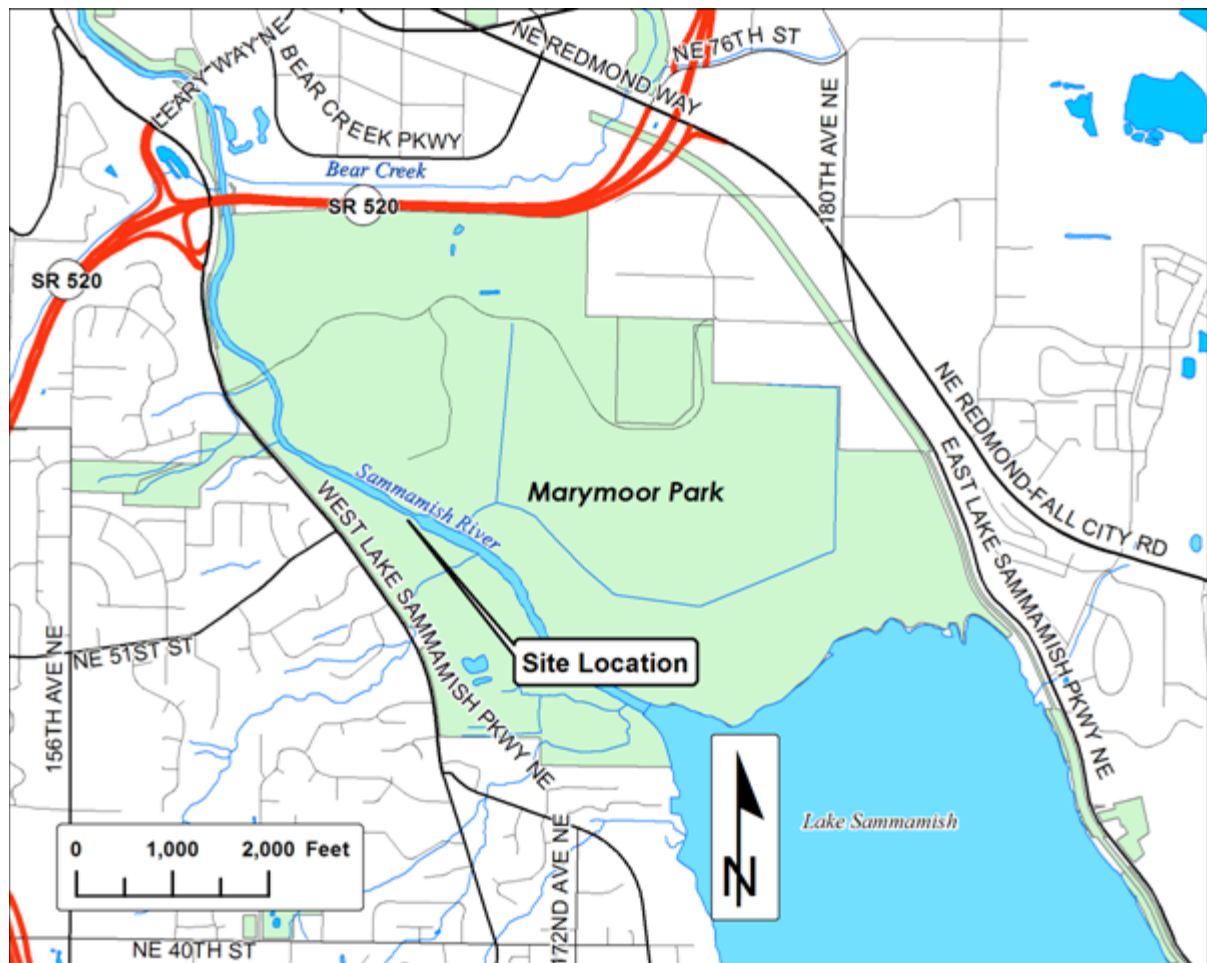 LEARY WAY NE
BEAR CREEK PKWY
NE REDMOND WAY
NE 76TH ST
180TH AVE NE
Bear Creek
SR 520
SR 520
NE REDMOND-FALL CITY RD
EAST LAKE SAMMAMISH PKWY NE
Sammamish River
Marymoor Park
WEST LAKE SAMMAMISH PKWY NE
NE 51ST ST
156TH AVE NE
Site Location
N
Lake Sammamish
0 1,000 2,000 Feet
172ND AVE NE
NE 40TH ST